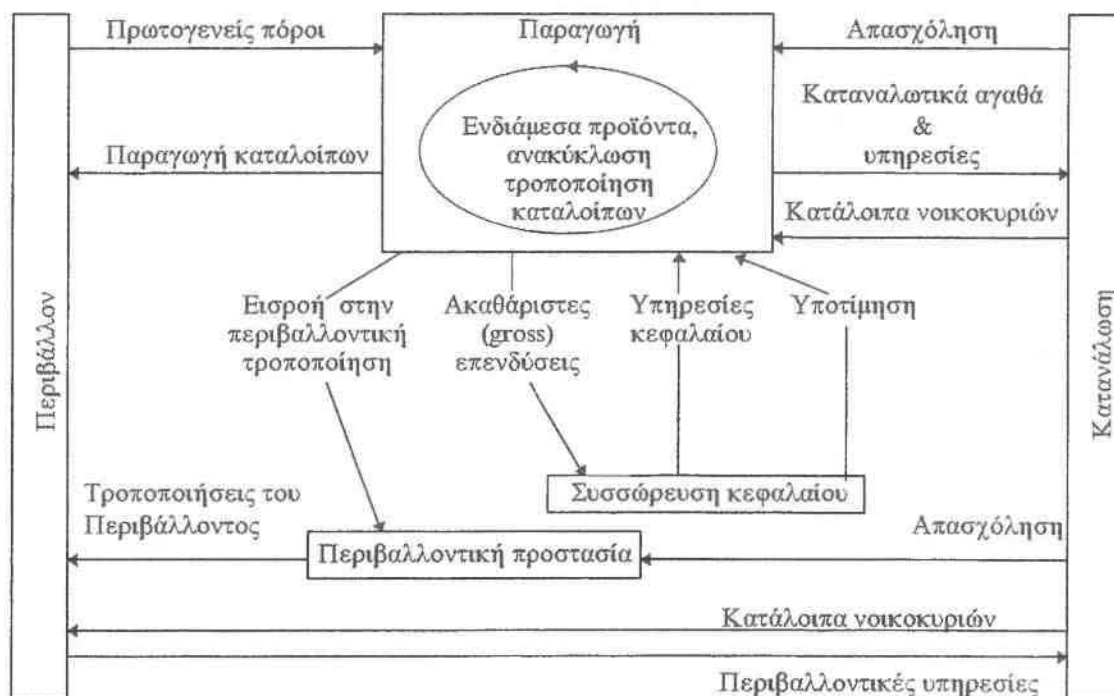 Πρωτογενείς πόροι
Παραγωγή
Απασχόληση
Καταναλωτικά αγαθά
&
υπηρεσίες
Ενδιάμεσα προϊόντα,
ανακύκλωση
τροποποίηση
καταλοίπων
Παραγωγή καταλοίπων
Κατάλοιπα νοικοκυριών
Περιβάλλον
Κατανάλωση
Εισροή στην
περιβαλλοντική
τροποποίηση
Ακαθάριστες
(gross)
επενδύσεις
Υπηρεσίες
κεφαλαίου
Υποτίμηση
Συσσώρευση κεφαλαίου
Τροποποιήσεις του
Περιβάλλοντος
Περιβαλλοντική προστασία
Απασχόληση
Κατάλοιπα νοικοκυριών
Περιβαλλοντικές υπηρεσίες